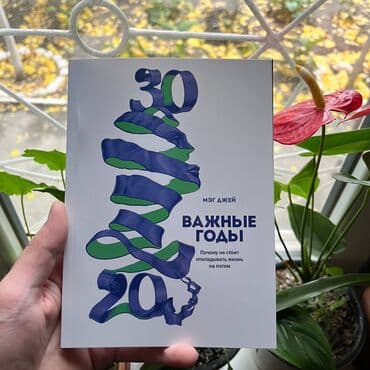 30
МЭГ ДЖЕЙ
ВАЖНЫЕ
ГОДЫ
Почему не стоит
откладывать жизнь
на потом
20